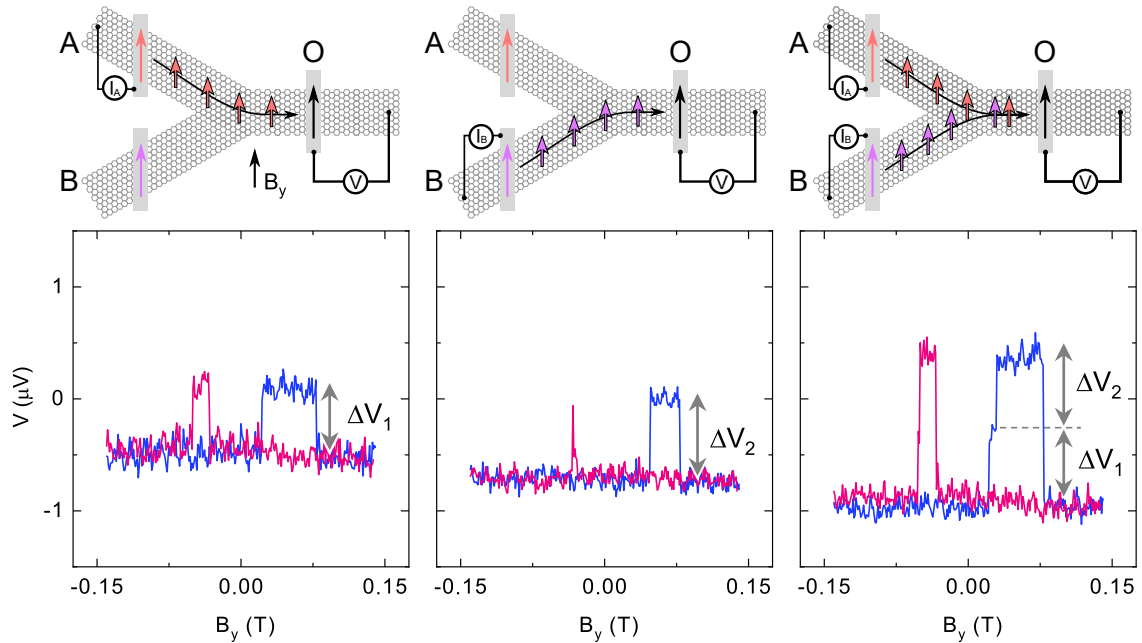 A
I_A
O
B
B_y
V
A
O
B
I_B
V
A
I_A
O
B
I_B
V
1
0
-1
V (μV)
ΔV_1
ΔV_2
ΔV_2
ΔV_1
-0.15 0.00 0.15
-0.15 0.00 0.15
-0.15 0.00 0.15
B_y (T)
B_y (T)
B_y (T)